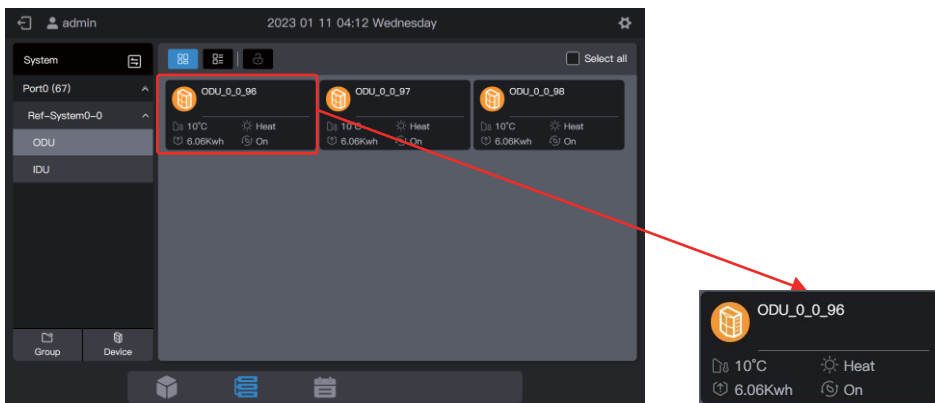 admin
2023 01 11 04:12 Wednesday
System
Select all
Port0 (67)
Ref-System0-0
ODU
IDU
ODU_0_0_96
10°C Heat
6.06Kwh On
ODU_0_0_97
10°C Heat
6.06Kwh On
ODU_0_0_98
10°C Heat
6.06Kwh On
Group Device
ODU_0_0_96
10°C Heat
6.06Kwh On